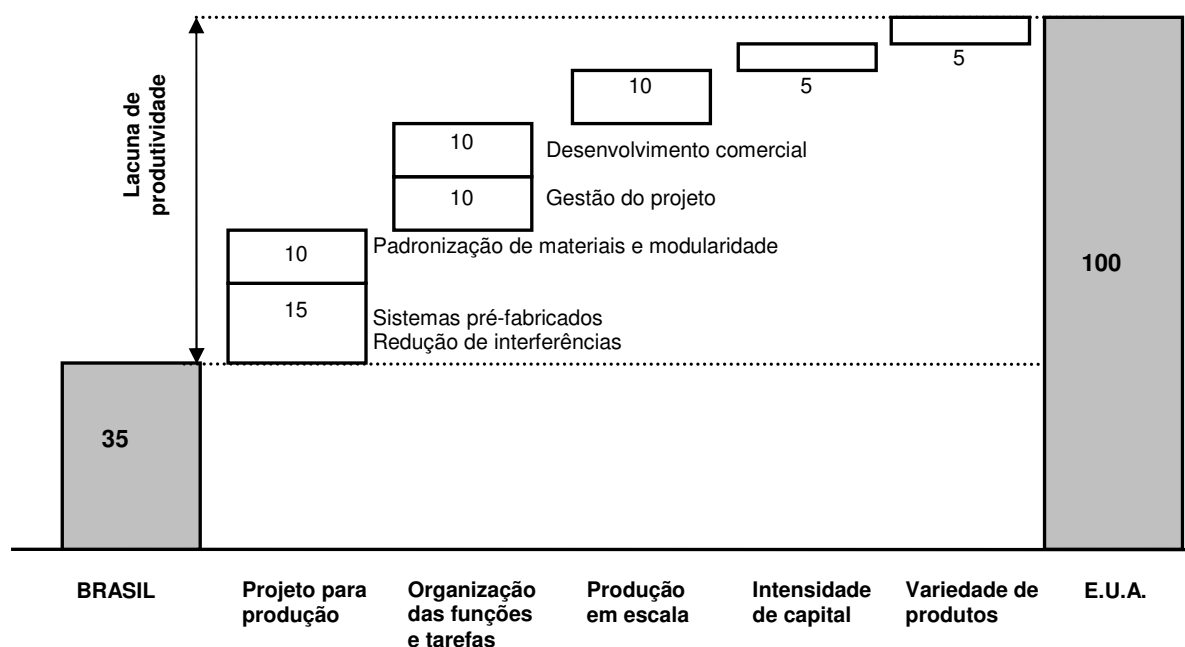 Lacuna de
produtividade
5
5
10
10
Desenvolvimento comercial
10
Gestão do projeto
10
Padronização de materiais e modularidade
15
Sistemas pré-fabricados
Redução de interferências
100
35
BRASIL
Projeto para
produção
Organização
das funções
e tarefas
Produção
em escala
Intensidade
de capital
Variedade de
produtos
E.U.A.